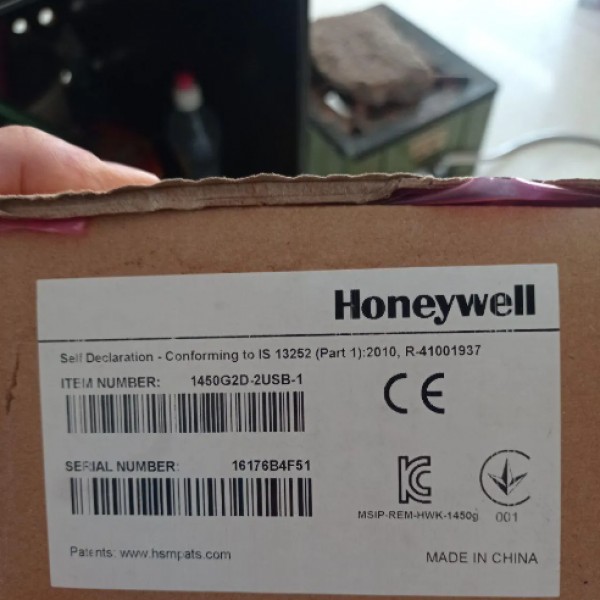 Honeywell
Self Declaration - Conforming to IS 13252 (Part 1):2010, R-41001937
ITEM NUMBER: 1450G2D-2USB-1
CE
SERIAL NUMBER: 16176B4F51
MSIP-REM-HWK-1450g 001
Patents: www.hsmpats.com
MADE IN CHINA